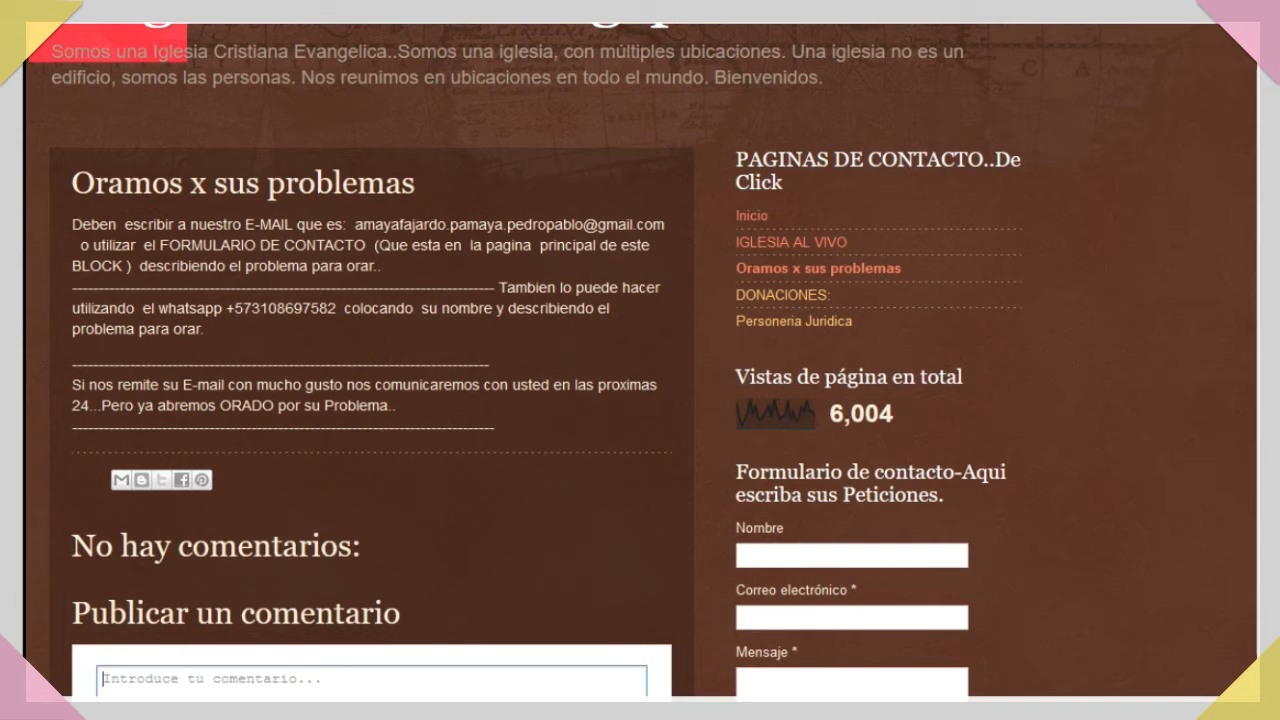 Somos una Iglesia Cristiana Evangelica..Somos una iglesia, con múltiples ubicaciones. Una iglesia no es un
edificio, somos las personas. Nos reunimos en ubicaciones en todo el mundo. Bienvenidos.
Oramos x sus problemas
Deben escribir a nuestro E-MAIL que es: amayafajardo.pamaya.pedropablo@gmail.com
o utilizar el FORMULARIO DE CONTACTO (Que esta en la pagina principal de este
BLOCK ) describiendo el problema para orar..
------------------------------------------------------------------------------------- Tambien lo puede hacer
utilizando el whatsapp +573108697582 colocando su nombre y describiendo el
problema para orar.
------------------------------------------------------------------------------------
Si nos remite su E-mail con mucho gusto nos comunicaremos con usted en las proximas
24...Pero ya abremos ORADO por su Problema..
-------------------------------------------------------------------------------------
No hay comentarios:
Publicar un comentario
Introduce tu comentario...
PAGINAS DE CONTACTO..De
Click
Inicio
IGLESIA AL VIVO
Oramos x sus problemas
DONACIONES:
Personeria Juridica
Vistas de página en total
6,004
Formulario de contacto-Aqui
escriba sus Peticiones.
Nombre
Correo electrónico *
Mensaje *